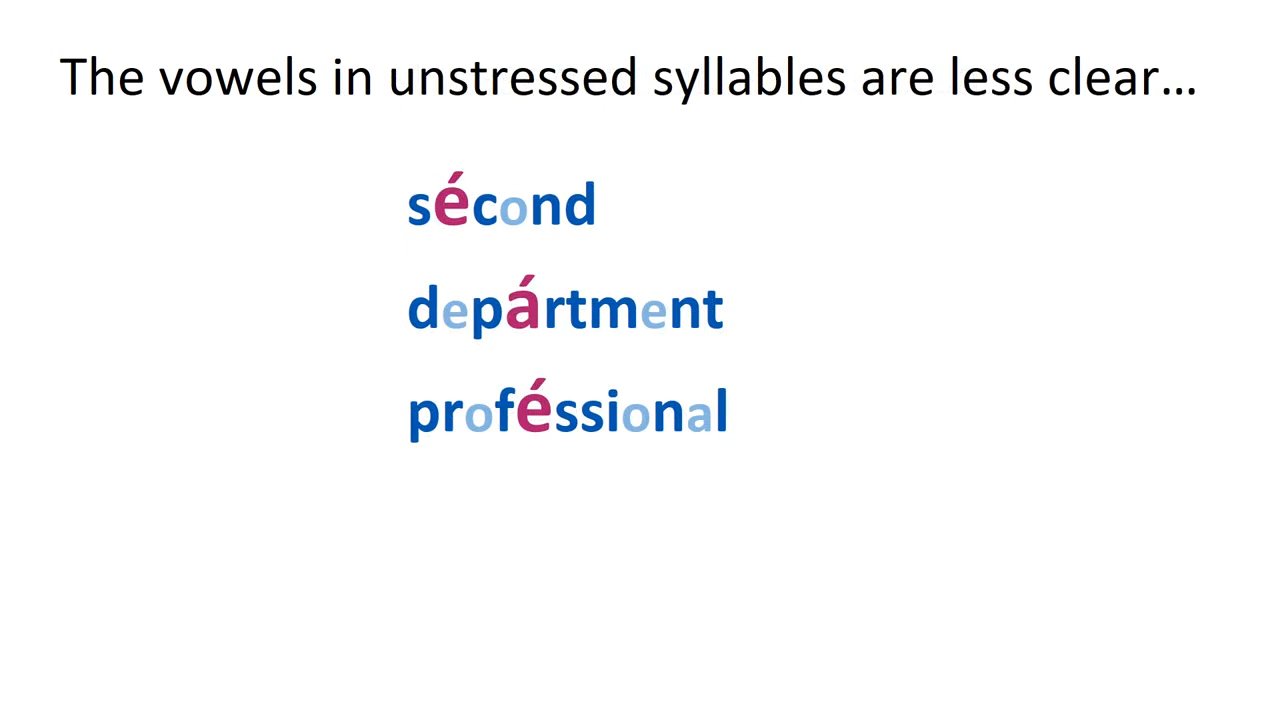 The vowels in unstressed syllables are less clear…
sécond
depártment
proféssional